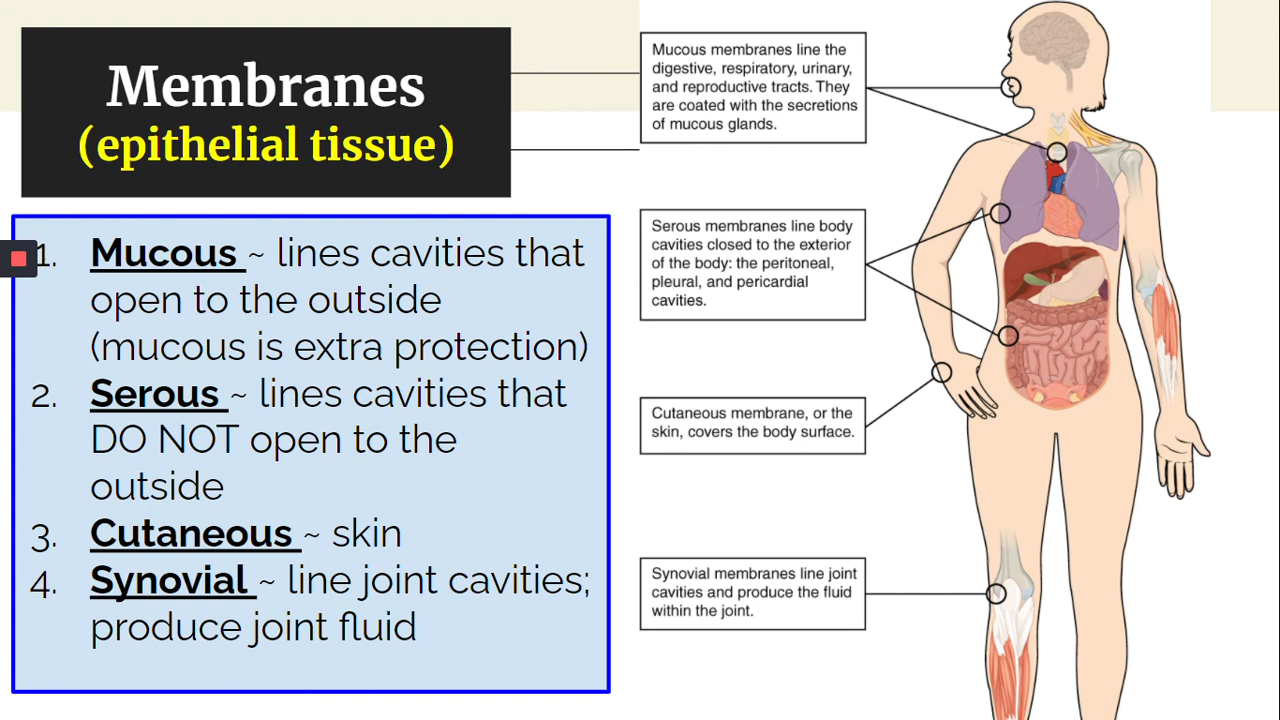 Membranes
(epithelial tissue)
1. Mucous ~ lines cavities that
open to the outside
(mucous is extra protection)
2. Serous ~ lines cavities that
DO NOT open to the
outside
3. Cutaneous ~ skin
4. Synovial ~ line joint cavities;
produce joint fluid
Mucous membranes line the
digestive, respiratory, urinary,
and reproductive tracts. They
are coated with the secretions
of mucous glands.
Serous membranes line body
cavities closed to the exterior
of the body: the peritoneal,
pleural, and pericardial
cavities.
Cutaneous membrane, or the
skin, covers the body surface.
Synovial membranes line joint
cavities and produce the fluid
within the joint.